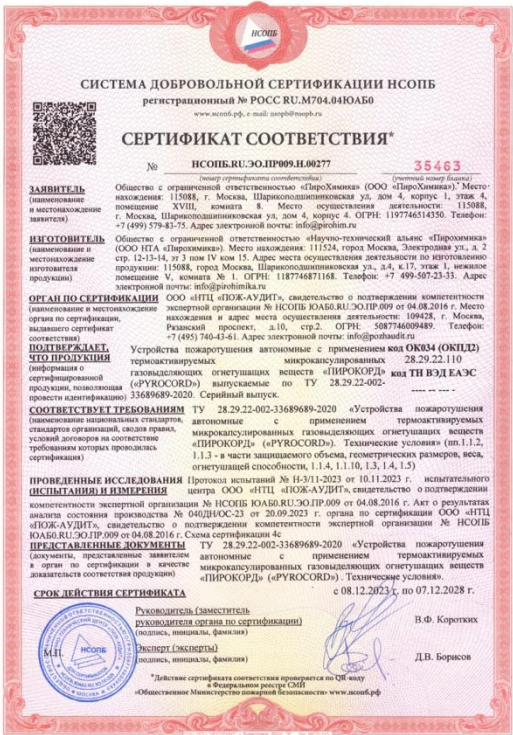 НСОПБ
СИСТЕМА ДОБРОВОЛЬНОЙ СЕРТИФИКАЦИИ НСОПБ
регистрационный № РОСС RU.М704.04ЮАБ0
www.нсопб.рф, e-mail: nsopb@nsopb.ru
СЕРТИФИКАТ СООТВЕТСТВИЯ*
№ НСОПБ.RU.ЭО.ПР009.Н.00277 35463
(номер сертификата соответствия) (учетный номер бланка)
ЗАЯВИТЕЛЬ Общество с ограниченной ответственностью «ПироХимика» (ООО «ПироХимика»). Место
(наименование нахождения: 115088, г. Москва, Шарикоподшипниковская ул, дом 4, корпус 1, этаж 4,
и местонахождение помещение XVIII, комната 8. Место осуществления деятельности: 115088,
заявителя) г. Москва, Шарикоподшипниковская ул, дом 4, корпус 4. ОГРН: 1197746514350. Телефон:
+7 (499) 579-83-75. Адрес электронной почты: info@pirohim.ru
ИЗГОТОВИТЕЛЬ Общество с ограниченной ответственностью «Научно-технический альянс «Пирохимика»
(наименование и (ООО НТА «Пирохимика»). Место нахождения: 111524, город Москва, Электродная ул, д. 2
местонахождение стр. 12-13-14, эт 3 пом IV ком 15. Адрес места осуществления деятельности по изготовлению
изготовителя продукции: 115088, город Москва, Шарикоподшипниковская ул., д.4, к.17, этаж 1, нежилое
продукции) помещение V, комната № 1. ОГРН: 1187746871168. Телефон: +7 499-507-23-33. Адрес
электронной почты: info@pirohimika.ru
ОРГАН ПО СЕРТИФИКАЦИИ ООО «НТЦ «ПОЖ-АУДИТ», свидетельство о подтверждении компетентности
(наименование и местонахождение экспертной организации № НСОПБ ЮАБ0.RU.ЭО.ПР.009 от 04.08.2016 г. Место
органа по сертификации, нахождения и адрес места осуществления деятельности: 109428, г. Москва,
выдавшего сертификат Рязанский проспект, д.10, стр.2. ОГРН: 5087746009489. Телефон:
соответствия) +7 (495) 740-43-61. Адрес электронной почты: info@pozhaudit.ru
ПОДТВЕРЖДАЕТ, Устройства пожаротушения автономные с применением код ОК034 (ОКПД2)
ЧТО ПРОДУКЦИЯ термоактивируемых микрокапсулированных 28.29.22.110
(информация о газовыделяющих огнетушащих веществ «ПИРОКОРД» код ТН ВЭД ЕАЭС
сертифицированной
продукции, позволяющая («PYROCORD») выпускаемые по ТУ 28.29.22-002-
провести идентификацию) 33689689-2020. Серийный выпуск. ---- -- --- -
СООТВЕТСТВУЕТ ТРЕБОВАНИЯМ ТУ 28.29.22-002-33689689-2020 «Устройства пожаротушения
(наименование национальных стандартов, автономные с применением термоактивируемых
стандартов организаций, сводов правил, микрокапсулированных газовыделяющих огнетушащих веществ
условий договоров на соответствие «ПИРОКОРД» («PYROCORD»). Технические условия» (пп.1.1.2,
требованиям которых проводилась 1.1.3 - в части защищаемого объема, геометрических размеров, веса,
сертификация) огнетушащей способности, 1.1.4, 1.1.10, 1.3, 1.4, 1.5)
ПРОВЕДЕННЫЕ ИССЛЕДОВАНИЯ Протокол испытаний № Н-3/11-2023 от 10.11.2023 г. испытательного
(ИСПЫТАНИЯ) И ИЗМЕРЕНИЯ центра ООО «НТЦ «ПОЖ-АУДИТ», свидетельство о подтверждении
компетентности экспертной организации № НСОПБ ЮАБ0.RU.ЭО.ПР.009 от 04.08.2016 г. Акт о результатах
анализа состояния производства № 040/ДНОС-23 от 20.09.2023 г. органа по сертификации ООО «НТЦ
«ПОЖ-АУДИТ», свидетельство о подтверждении компетентности экспертной организации № НСОПБ
ЮАБ0.RU.ЭО.ПР.009 от 04.08.2016 г. Схема сертификации 4с
ПРЕДСТАВЛЕННЫЕ ДОКУМЕНТЫ ТУ 28.29.22-002-33689689-2020 «Устройства пожаротушения
(документы, представленные заявителем автономные с применением термоактивируемых
в орган по сертификации в качестве микрокапсулированных газовыделяющих огнетушащих веществ
доказательств соответствия продукции) «ПИРОКОРД» («PYROCORD»). Технические условия».
СРОК ДЕЙСТВИЯ СЕРТИФИКАТА с 08.12.2023 г. по 07.12.2028 г.
Руководитель (заместитель
руководителя органа по сертификации) В.Ф. Коротких
(подпись, инициалы, фамилия)
М.П. НСОПБ
Эксперт (эксперты) Д.В. Борисов
(подпись, инициалы, фамилия)
*Действие сертификата соответствия проверяется по QR-коду
в Федеральном реестре СМИ
«Общественное Министерство пожарной безопасности» www.нсопб.рф